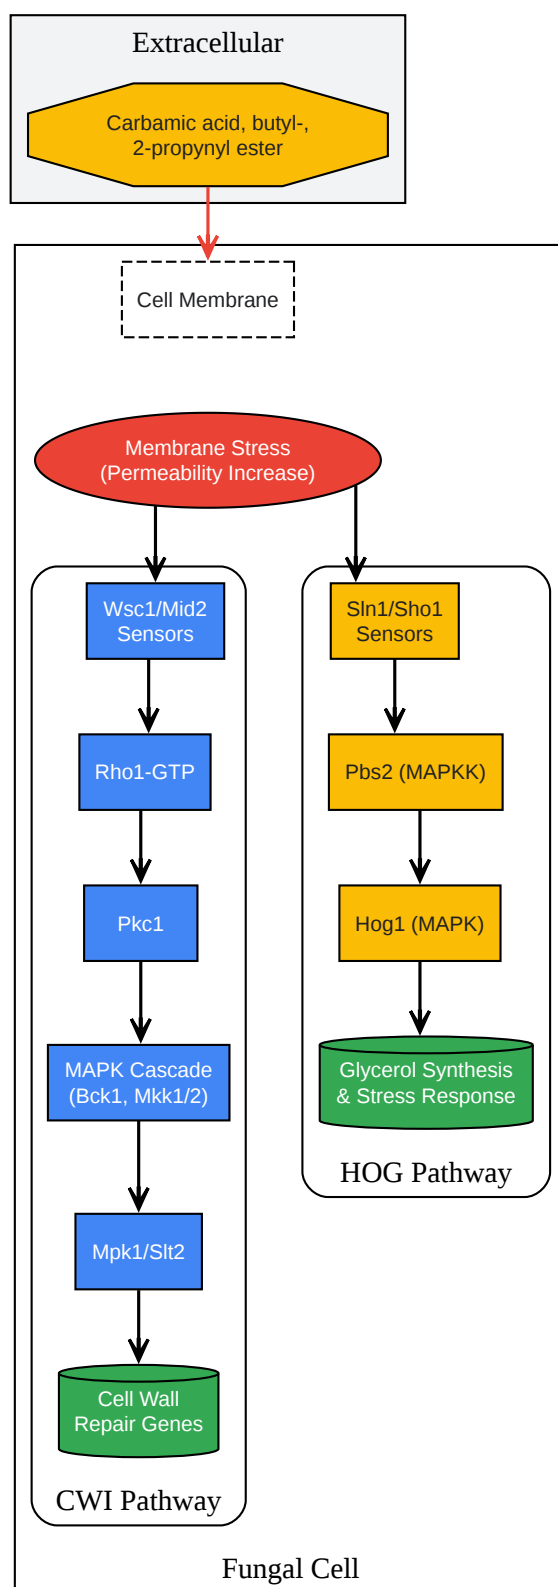 Extracellular
Carbamic acid, butyl-,
2-propynyl ester
Cell Membrane
Membrane Stress
(Permeability Increase)
Wsc1/Mid2
Sensors
Rho1-GTP
Pkc1
MAPK Cascade
(Bck1, Mkk1/2)
Mpk1/Slt2
Cell Wall
Repair Genes
CWI Pathway
Sln1/Sho1
Sensors
Pbs2 (MAPKK)
Hog1 (MAPK)
Glycerol Synthesis
& Stress Response
HOG Pathway
Fungal Cell